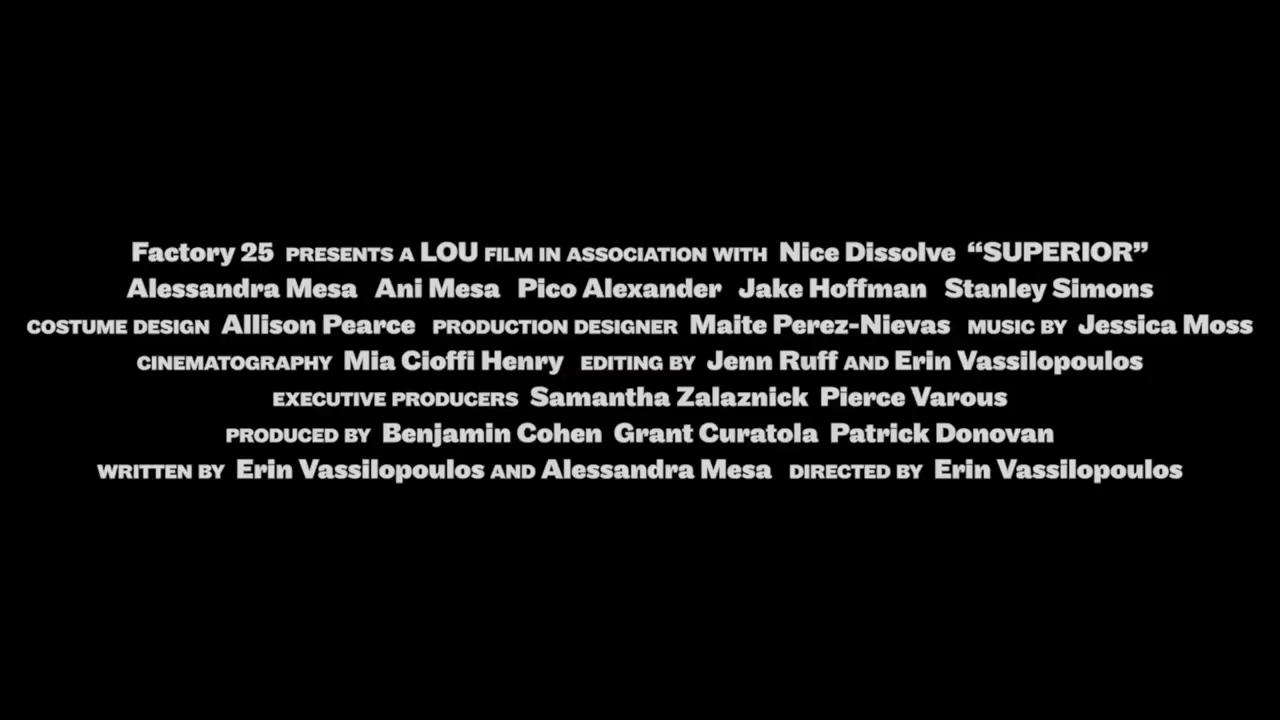 Factory 25 PRESENTS A LOU FILM IN ASSOCIATION WITH Nice Dissolve “SUPERIOR”
Alessandra Mesa Ani Mesa Pico Alexander Jake Hoffman Stanley Simons
COSTUME DESIGN Allison Pearce PRODUCTION DESIGNER Maite Perez-Nievas MUSIC BY Jessica Moss
CINEMATOGRAPHY Mia Cioffi Henry EDITING BY Jenn Ruff AND Erin Vassilopoulos
EXECUTIVE PRODUCERS Samantha Zalaznick Pierce Varous
PRODUCED BY Benjamin Cohen Grant Curatola Patrick Donovan
WRITTEN BY Erin Vassilopoulos AND Alessandra Mesa DIRECTED BY Erin Vassilopoulos